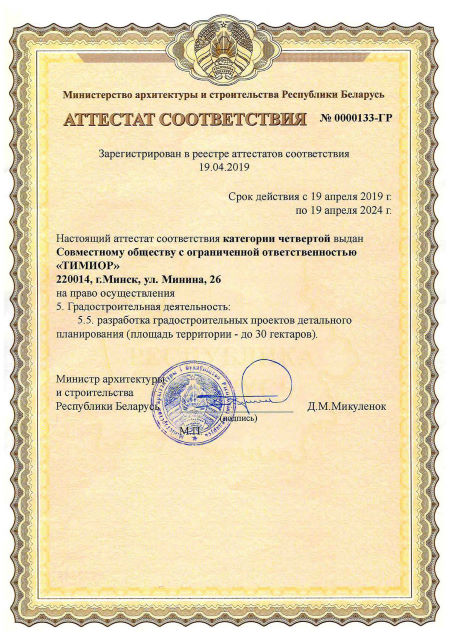 Министерство архитектуры и строительства Республики Беларусь
АТТЕСТАТ СООТВЕТСТВИЯ № 0000133-ГР
Зарегистрирован в реестре аттестатов соответствия
19.04.2019
Срок действия с 19 апреля 2019 г.
по 19 апреля 2024 г.
Настоящий аттестат соответствия категории четвертой выдан
Совместному обществу с ограниченной ответственностью
«ТИМИОР»
220014, г.Минск, ул. Минина, 26
на право осуществления
5. Градостроительная деятельность:
5.5. разработка градостроительных проектов детального
планирования (площадь территории - до 30 гектаров).
Министр архитектуры
и строительства
Республики Беларусь
Д.М.Микуленок
(подпись)
М.П.